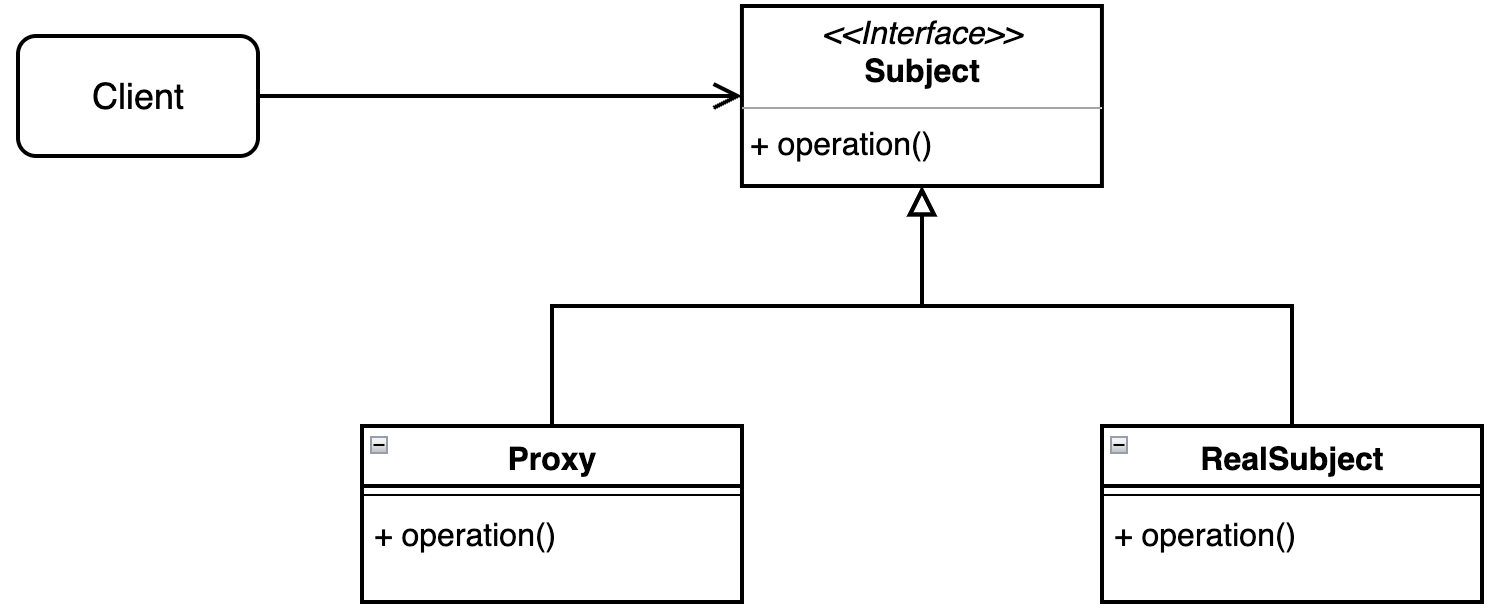 Client
<<Interface>>
Subject
+ operation()
Proxy
+ operation()
RealSubject
+ operation()